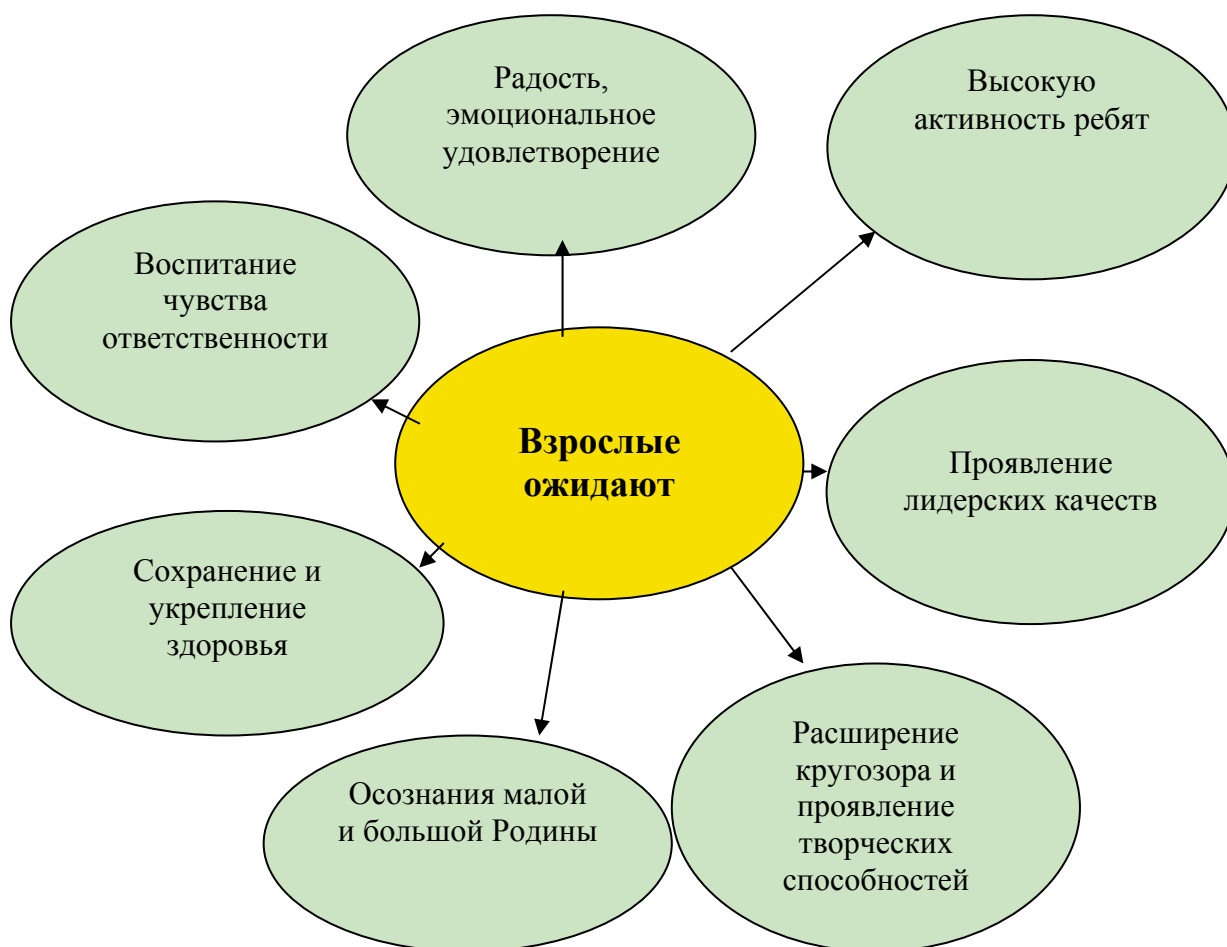 Радость,
эмоциональное
удовлетворение
Высокую
активность ребят
Воспитание
чувства
ответственности
Взрослые
ожидают
Проявление
лидерских качеств
Сохранение и
укрепление
здоровья
Осознания малой
и большой Родины
Расширение
кругозора и
проявление
творческих
способностей